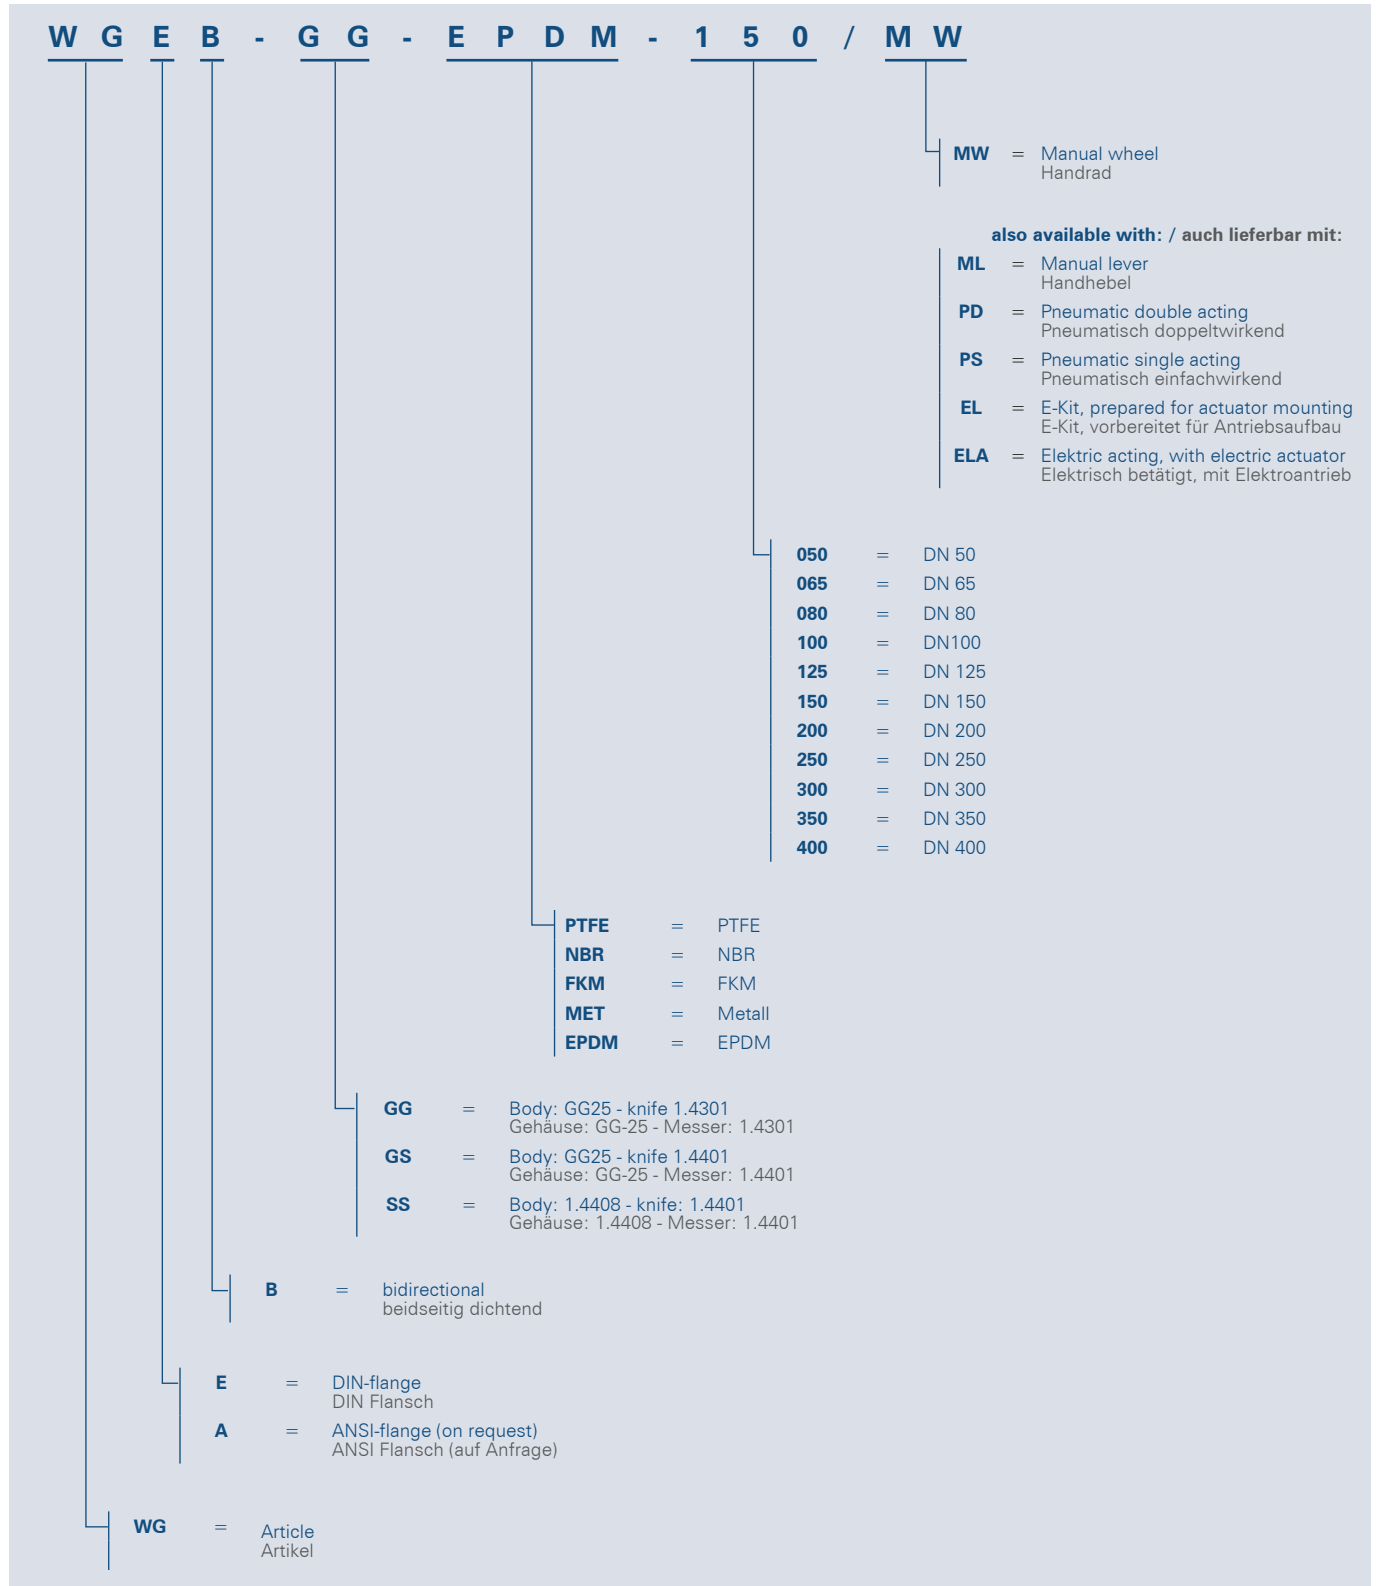 WGEB-GG-EPDM-150/MW
MW = Manual wheel
Handrad
also available with: / auch lieferbar mit:
ML = Manual lever
Handhebel
PD = Pneumatic double acting
Pneumatisch doppeltwirkend
PS = Pneumatic single acting
Pneumatisch einfachwirkend
EL = E-Kit, prepared for actuator mounting
E-Kit, vorbereitet für Antriebsaufbau
ELA = Elektric acting, with electric actuator
Elektrisch betätigt, mit Elektroantrieb
050 = DN 50
065 = DN 65
080 = DN 80
100 = DN100
125 = DN 125
150 = DN 150
200 = DN 200
250 = DN 250
300 = DN 300
350 = DN 350
400 = DN 400
PTFE = PTFE
NBR = NBR
FKM = FKM
MET = Metall
EPDM = EPDM
GG = Body: GG25 - knife 1.4301
Gehäuse: GG-25 - Messer: 1.4301
GS = Body: GG25 - knife 1.4401
Gehäuse: GG-25 - Messer: 1.4401
SS = Body: 1.4408 - knife: 1.4401
Gehäuse: 1.4408 - Messer: 1.4401
B = bidirectional
beidseitig dichtend
E = DIN-flange
DIN Flansch
A = ANSI-flange (on request)
ANSI Flansch (auf Anfrage)
WG = Article
Artikel